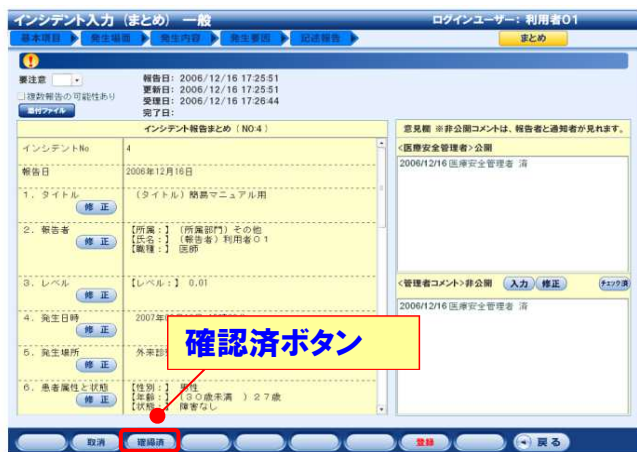 インシデント入力（まとめ） 一般
ログインユーザー: 利用者01
基本項目
発生場面
発生内容
発生要因
記述報告
まとめ
要注意
報告日: 2006/12/16 17:25:51
更新日: 2006/12/16 17:25:51
受理日: 2006/12/16 17:26:44
完了日:
複数報告の可能性あり
添付ファイル
インシデント報告まとめ（NO:4）
インシデントNo 4
報告日 2006年12月16日
1. タイトル （タイトル）簡易マニュアル用
修 正
2. 報告者 【所属：】（所属部門）その他
【氏名：】（報告者）利用者０１
【職種：】 医師
修 正
3. レベル 【レベル：】 0.01
修 正
4. 発生日時 2007年
修 正
5. 発生場所 外来診
修 正
6. 患者属性と状態 【性別：】 男性
【年齢：】（３０歳未満 ）２７歳
【状態：】 障害なし
修 正
意見欄 ※非公開コメントは、報告者と通知者が見れます。
<医療安全管理者>公開
2006/12/16 医療安全管理者 済
<管理者コメント>非公開
入力
修正
チェック済
2006/12/16 医療安全管理者 済
確認済ボタン
取消
確認済
登録
戻る